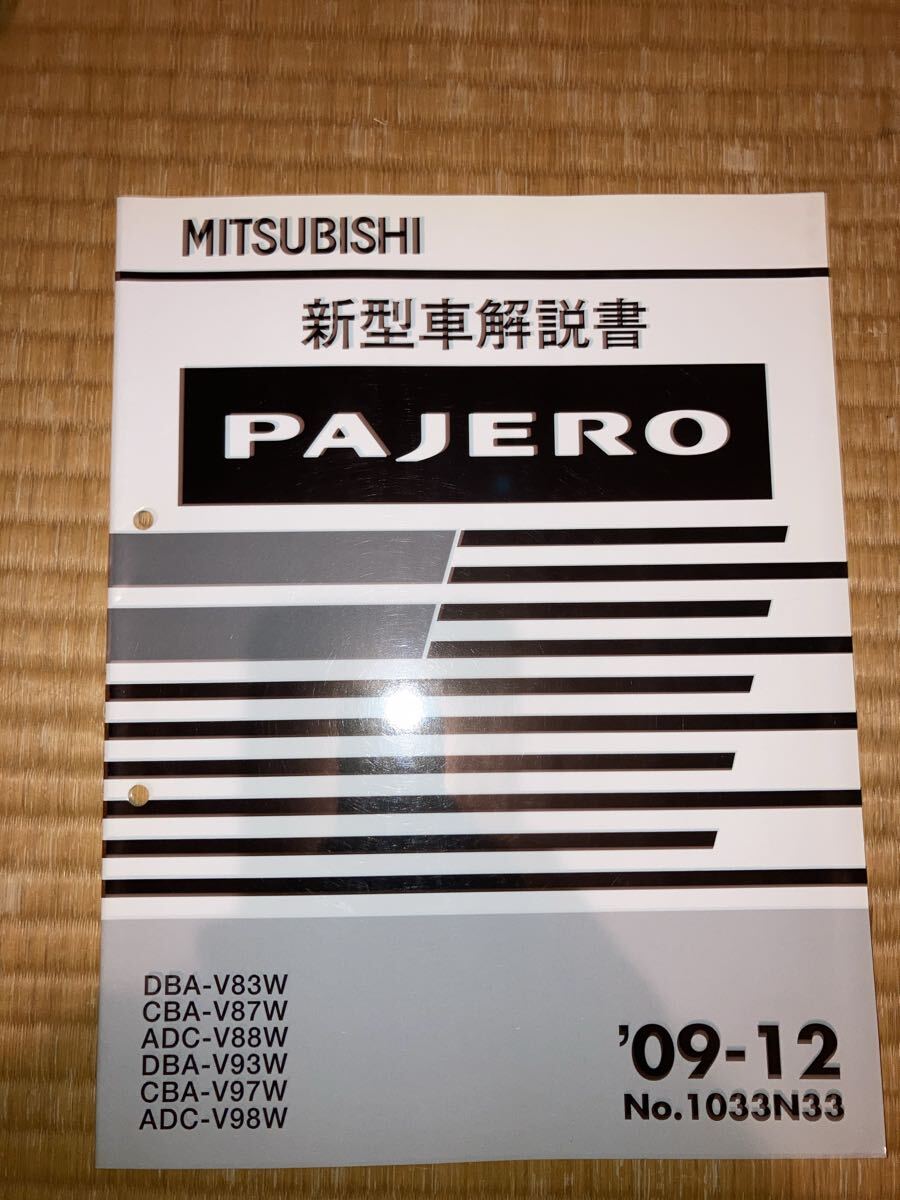 MITSUBISHI
新型車解説書
PAJERO
DBA-V83W
CBA-V87W
ADC-V88W
DBA-V93W
CBA-V97W
ADC-V98W
'09-12
No.1033N33